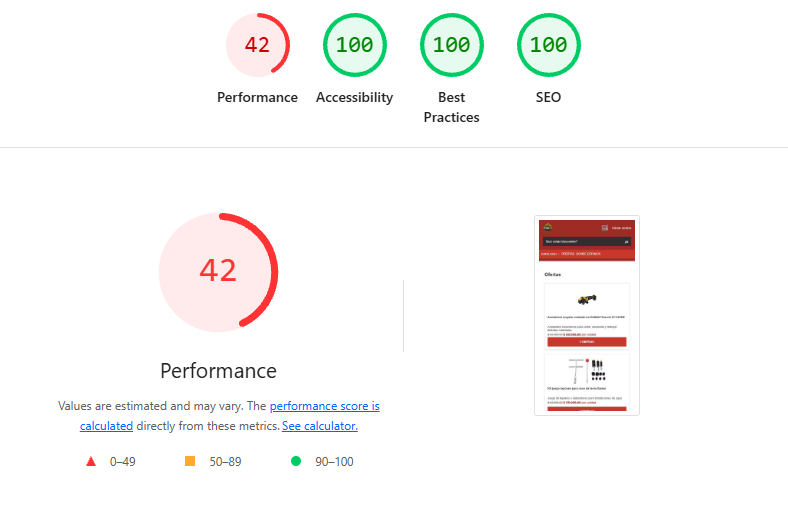 42
100
100
100
Performance
Accessibility
Best
Practices
SEO
42
Performance
Values are estimated and may vary. The performance score is
calculated directly from these metrics. See calculator.
0–49
50–89
90–100
Ofertas
COMPRAR